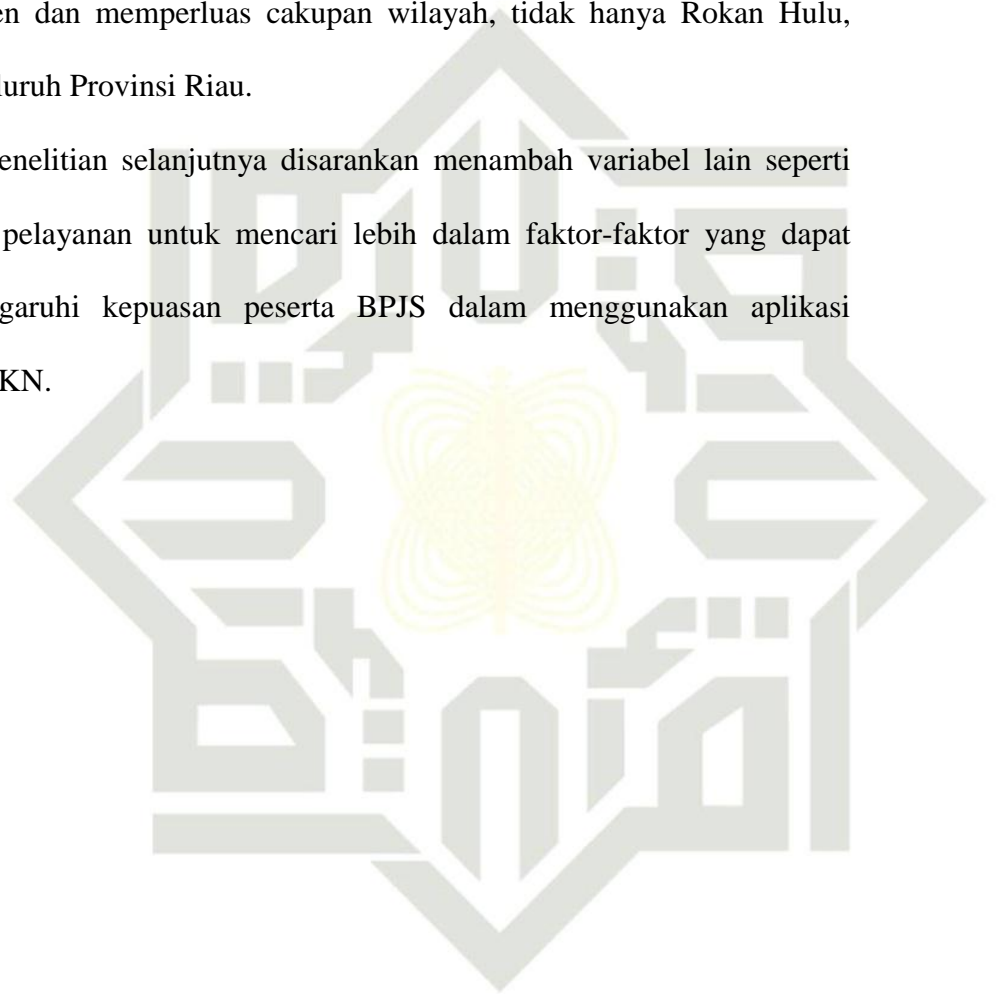 en dan memperluas cakupan wilayah, tidak hanya Rokan Hulu,
luruh Provinsi Riau.
enelitian selanjutnya disarankan menambah variabel lain seperti
pelayanan untuk mencari lebih dalam faktor-faktor yang dapat
garuhi kepuasan peserta BPJS dalam menggunakan aplikasi
KN.